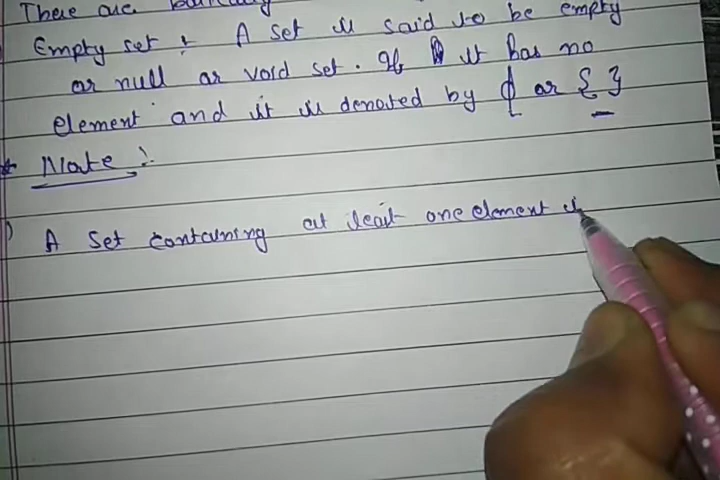 There are
Empty set : A set is said to be empty
or null or void set. If it has no
element and it is denoted by ϕ or { }
Note :
) A set containing at least one element is